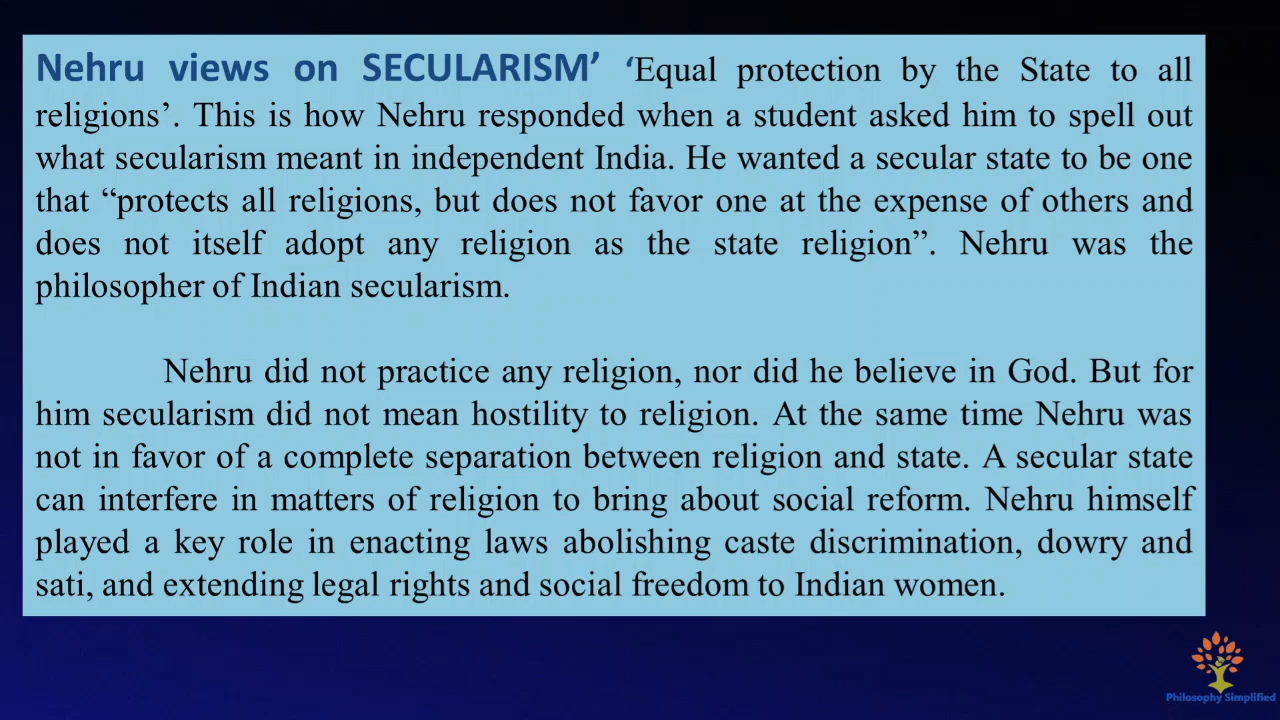 Nehru views on SECULARISM’ ‘Equal protection by the State to all
religions’. This is how Nehru responded when a student asked him to spell out
what secularism meant in independent India. He wanted a secular state to be one
that “protects all religions, but does not favor one at the expense of others and
does not itself adopt any religion as the state religion”. Nehru was the
philosopher of Indian secularism.
Nehru did not practice any religion, nor did he believe in God. But for
him secularism did not mean hostility to religion. At the same time Nehru was
not in favor of a complete separation between religion and state. A secular state
can interfere in matters of religion to bring about social reform. Nehru himself
played a key role in enacting laws abolishing caste discrimination, dowry and
sati, and extending legal rights and social freedom to Indian women.
Philosophy Simplified